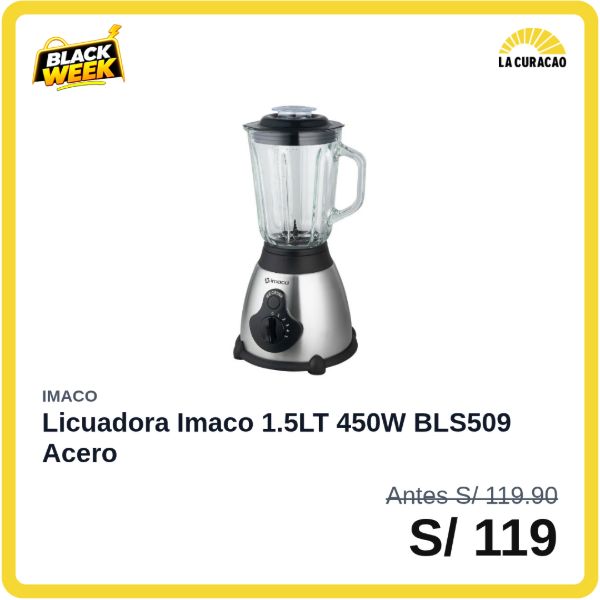 BLACK
WEEK
LA CURACAO
imaco
IMACO
Licuadora Imaco 1.5LT 450W BLS509
Acero
Antes S/ 119.90
S/ 119